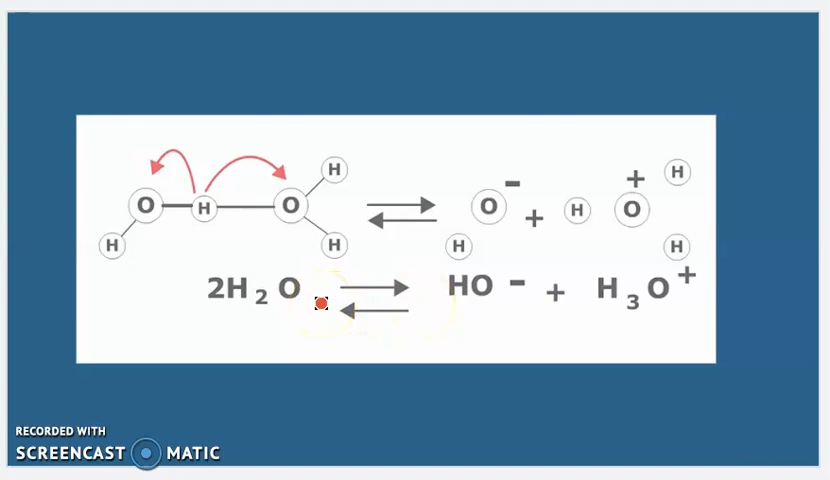 H
O H O
H H
⇌
O − + H O + H
H H
2H₂O ⇌ HO − + H₃O⁺
RECORDED WITH
SCREENCAST MATIC